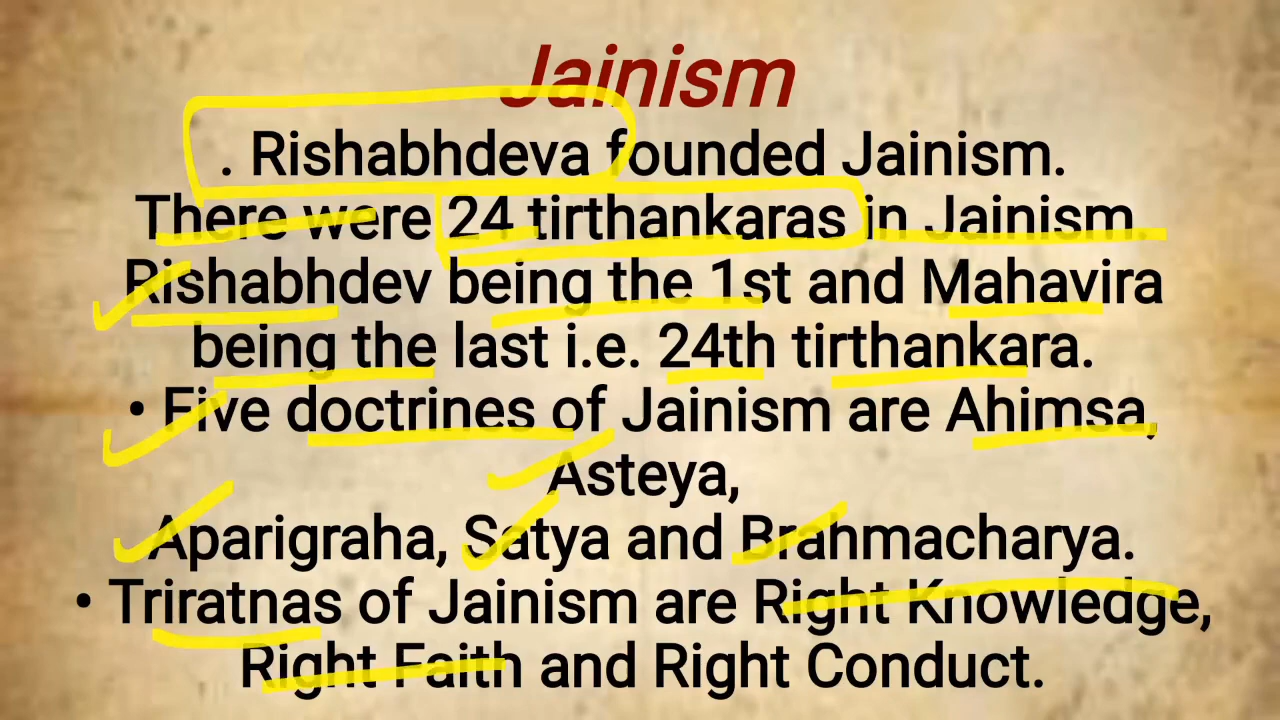 Jainism
. Rishabhdeva founded Jainism.
There were 24 tirthankaras in Jainism.
Rishabhdev being the 1st and Mahavira
being the last i.e. 24th tirthankara.
• Five doctrines of Jainism are Ahimsa,
Asteya,
Aparigraha, Satya and Brahmacharya.
• Triratnas of Jainism are Right Knowledge,
Right Faith and Right Conduct.